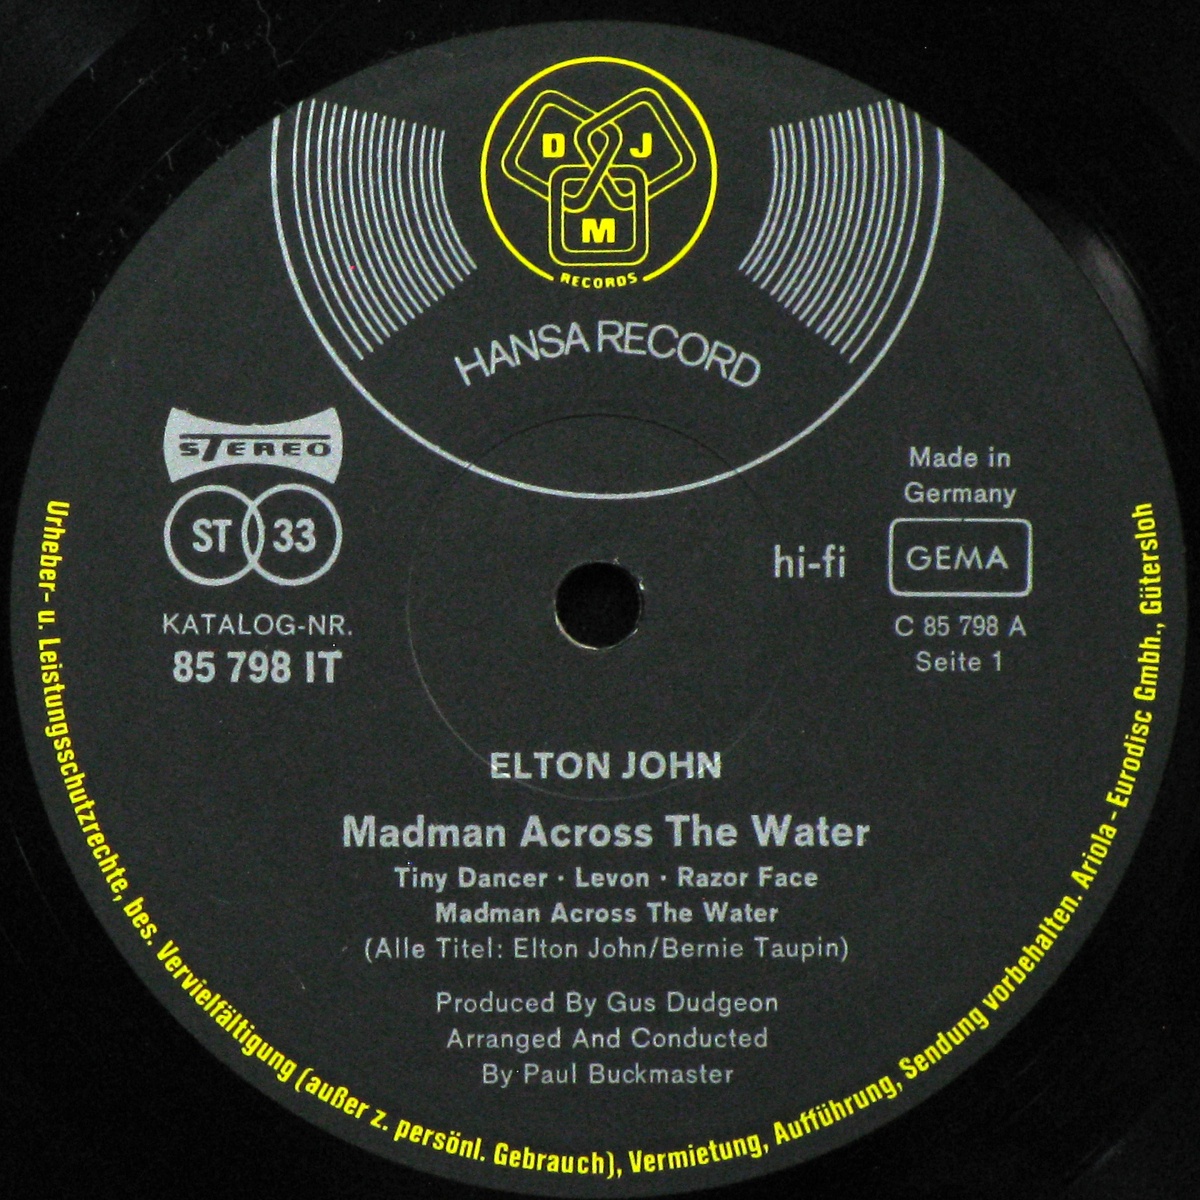 D J
M
RECORDS
HANSA RECORD
STEREO
ST 33
KATALOG-NR.
85 798 IT
Made in
Germany
hi-fi
GEMA
C 85 798 A
Seite 1
ELTON JOHN
Madman Across The Water
Tiny Dancer · Levon · Razor Face
Madman Across The Water
(Alle Titel: Elton John/Bernie Taupin)
Produced By Gus Dudgeon
Arranged And Conducted
By Paul Buckmaster
Urheber- u. Leistungsschutzrechte, bes. Vervielfältigung (außer z. persönl. Gebrauch), Vermietung, Aufführung, Sendung vorbehalten. Ariola - Eurodisc Gmbh., Gütersloh